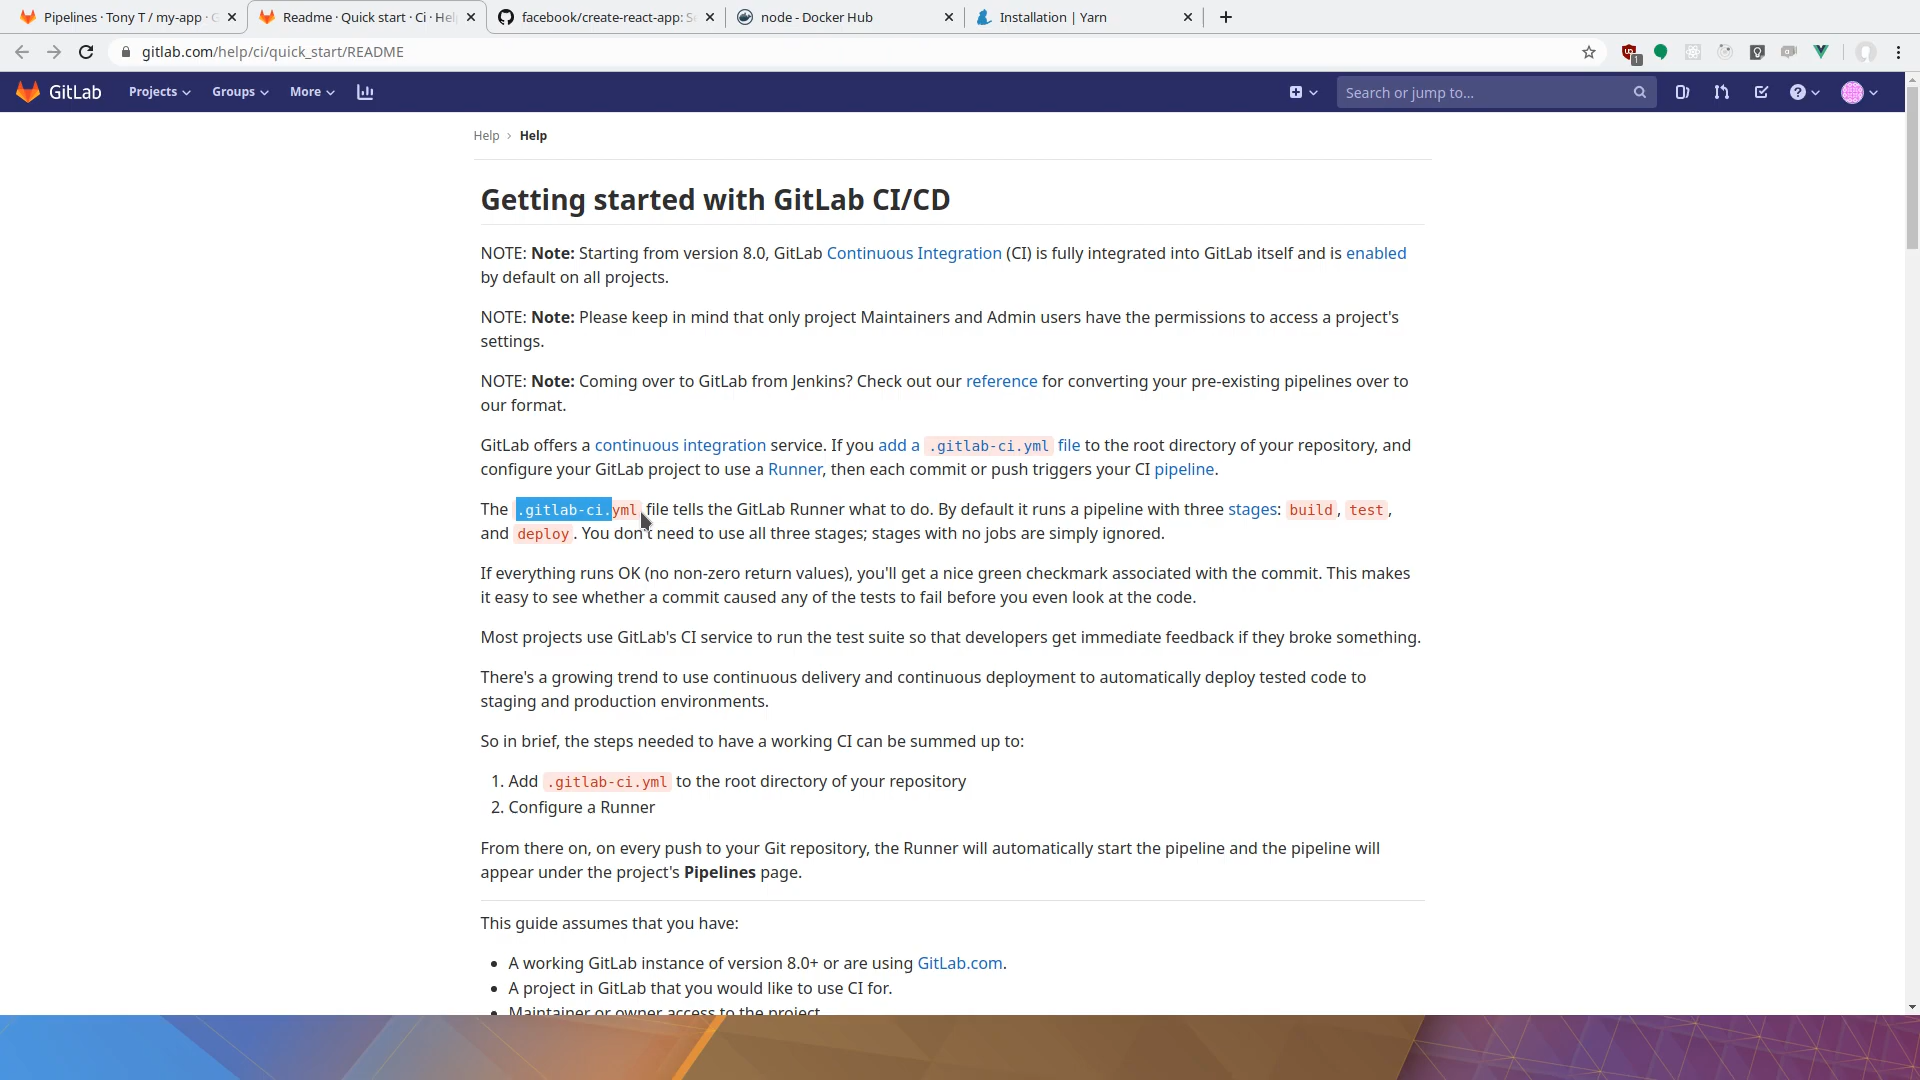 Pipelines · Tony T / my-app · G
Readme · Quick start · Ci · Help
facebook/create-react-app: S
node - Docker Hub
Installation | Yarn
gitlab.com/help/ci/quick_start/README
1
GitLab
Projects
Groups
More
Search or jump to...
Help › Help
Getting started with GitLab CI/CD
NOTE: Note: Starting from version 8.0, GitLab Continuous Integration (CI) is fully integrated into GitLab itself and is enabled
by default on all projects.
NOTE: Note: Please keep in mind that only project Maintainers and Admin users have the permissions to access a project's
settings.
NOTE: Note: Coming over to GitLab from Jenkins? Check out our reference for converting your pre-existing pipelines over to
our format.
GitLab offers a continuous integration service. If you add a .gitlab-ci.yml file to the root directory of your repository, and
configure your GitLab project to use a Runner, then each commit or push triggers your CI pipeline.
The .gitlab-ci.yml file tells the GitLab Runner what to do. By default it runs a pipeline with three stages: build, test,
and deploy. You don't need to use all three stages; stages with no jobs are simply ignored.
If everything runs OK (no non-zero return values), you'll get a nice green checkmark associated with the commit. This makes
it easy to see whether a commit caused any of the tests to fail before you even look at the code.
Most projects use GitLab's CI service to run the test suite so that developers get immediate feedback if they broke something.
There's a growing trend to use continuous delivery and continuous deployment to automatically deploy tested code to
staging and production environments.
So in brief, the steps needed to have a working CI can be summed up to:
1. Add .gitlab-ci.yml to the root directory of your repository
2. Configure a Runner
From there on, on every push to your Git repository, the Runner will automatically start the pipeline and the pipeline will
appear under the project's Pipelines page.
This guide assumes that you have:
• A working GitLab instance of version 8.0+ or are using GitLab.com.
• A project in GitLab that you would like to use CI for.
• Maintainer or owner access to the project